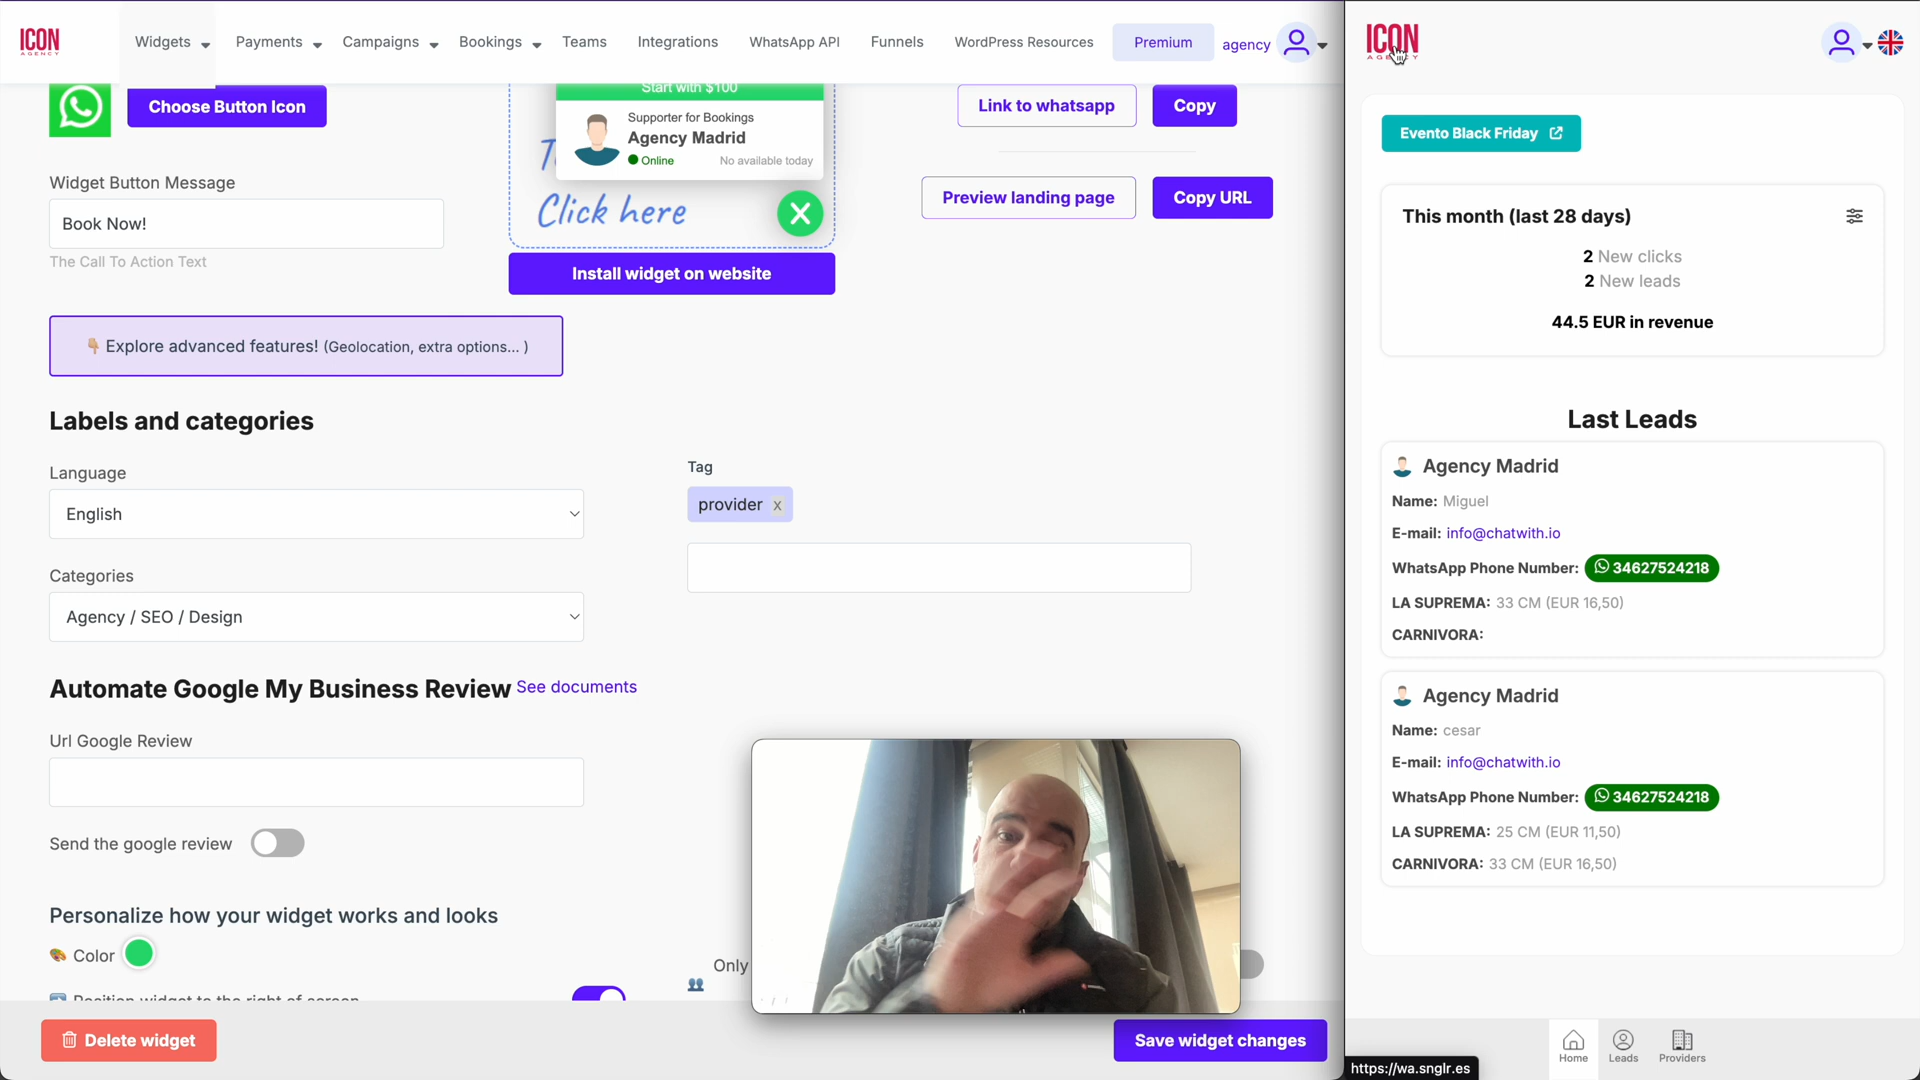 ICON
AGENCY
Widgets
Payments
Campaigns
Bookings
Teams
Integrations
WhatsApp API
Funnels
WordPress Resources
Premium
agency
Choose Button Icon
Widget Button Message
Book Now!
The Call To Action Text
Start with $100
Supporter for Bookings
Agency Madrid
Online
No available today
Click here
Install widget on website
Link to whatsapp
Copy
Preview landing page
Copy URL
Explore advanced features! (Geolocation, extra options... )
Labels and categories
Language
English
Categories
Agency / SEO / Design
Tag
provider x
Automate Google My Business Review See documents
Url Google Review
Send the google review
Personalize how your widget works and looks
Color
Position widget to the right of screen
Only
Delete widget
Save widget changes
ICON
AGENCY
Evento Black Friday
This month (last 28 days)
2 New clicks
2 New leads
44.5 EUR in revenue
Last Leads
Agency Madrid
Name: Miguel
E-mail: info@chatwith.io
WhatsApp Phone Number: 34627524218
LA SUPREMA: 33 CM (EUR 16,50)
CARNIVORA:
Agency Madrid
Name: cesar
E-mail: info@chatwith.io
WhatsApp Phone Number: 34627524218
LA SUPREMA: 25 CM (EUR 11,50)
CARNIVORA: 33 CM (EUR 16,50)
Home
Leads
Providers
https://wa.snglr.es